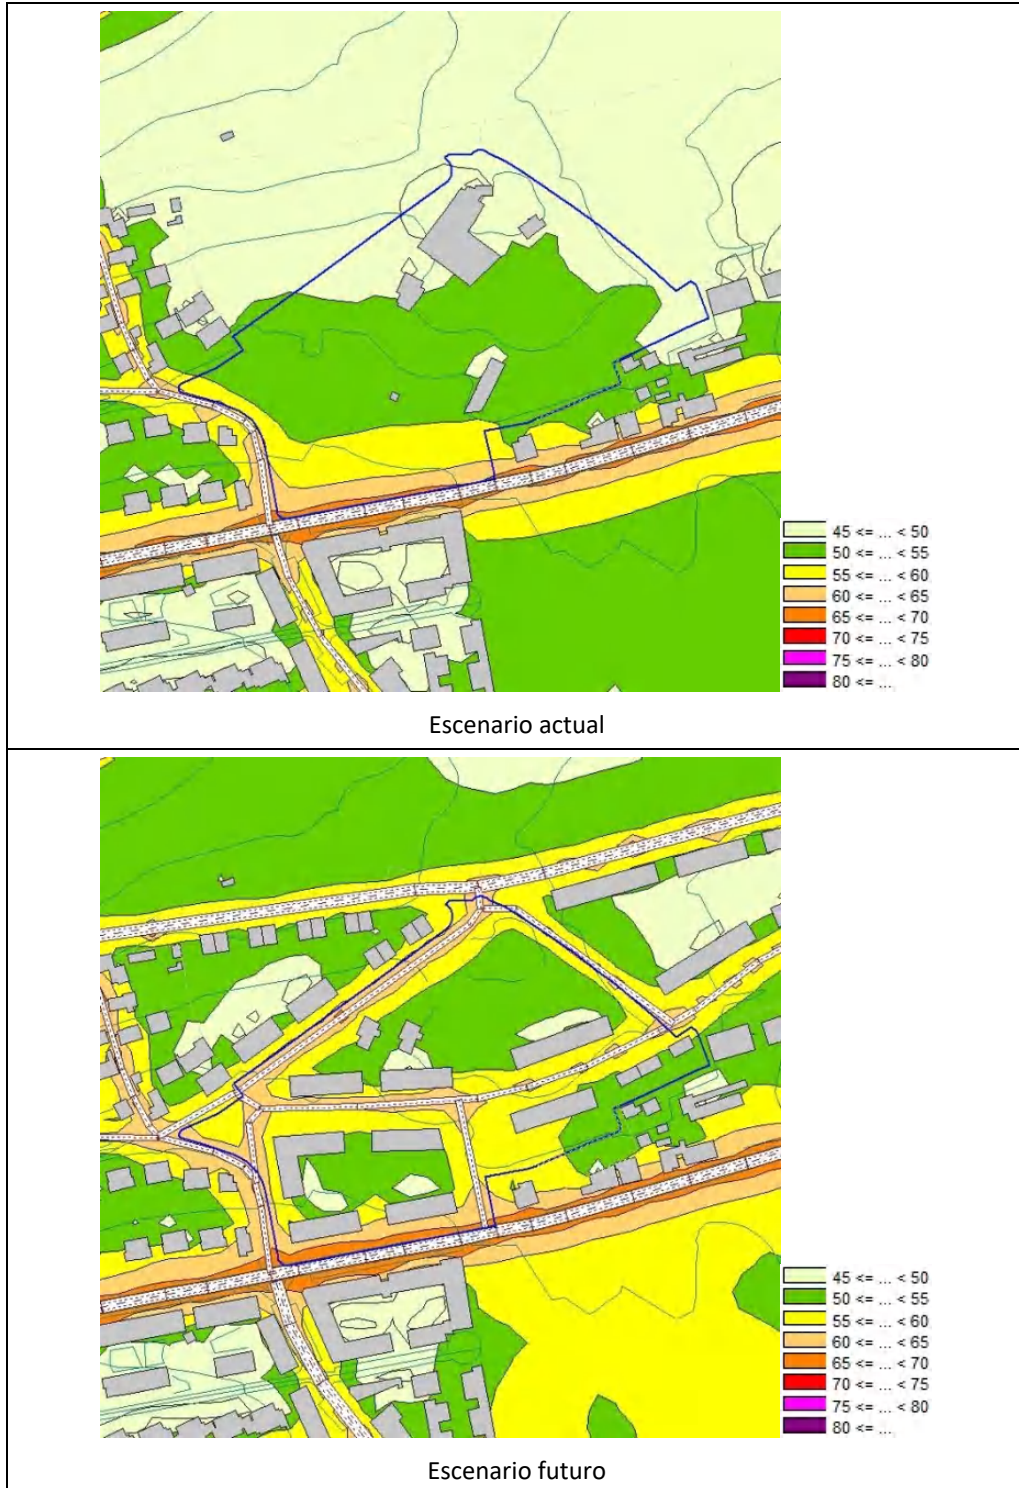 45 <= ... < 50
50 <= ... < 55
55 <= ... < 60
60 <= ... < 65
65 <= ... < 70
70 <= ... < 75
75 <= ... < 80
80 <= ...
Escenario actual
45 <= ... < 50
50 <= ... < 55
55 <= ... < 60
60 <= ... < 65
65 <= ... < 70
70 <= ... < 75
75 <= ... < 80
80 <= ...
Escenario futuro